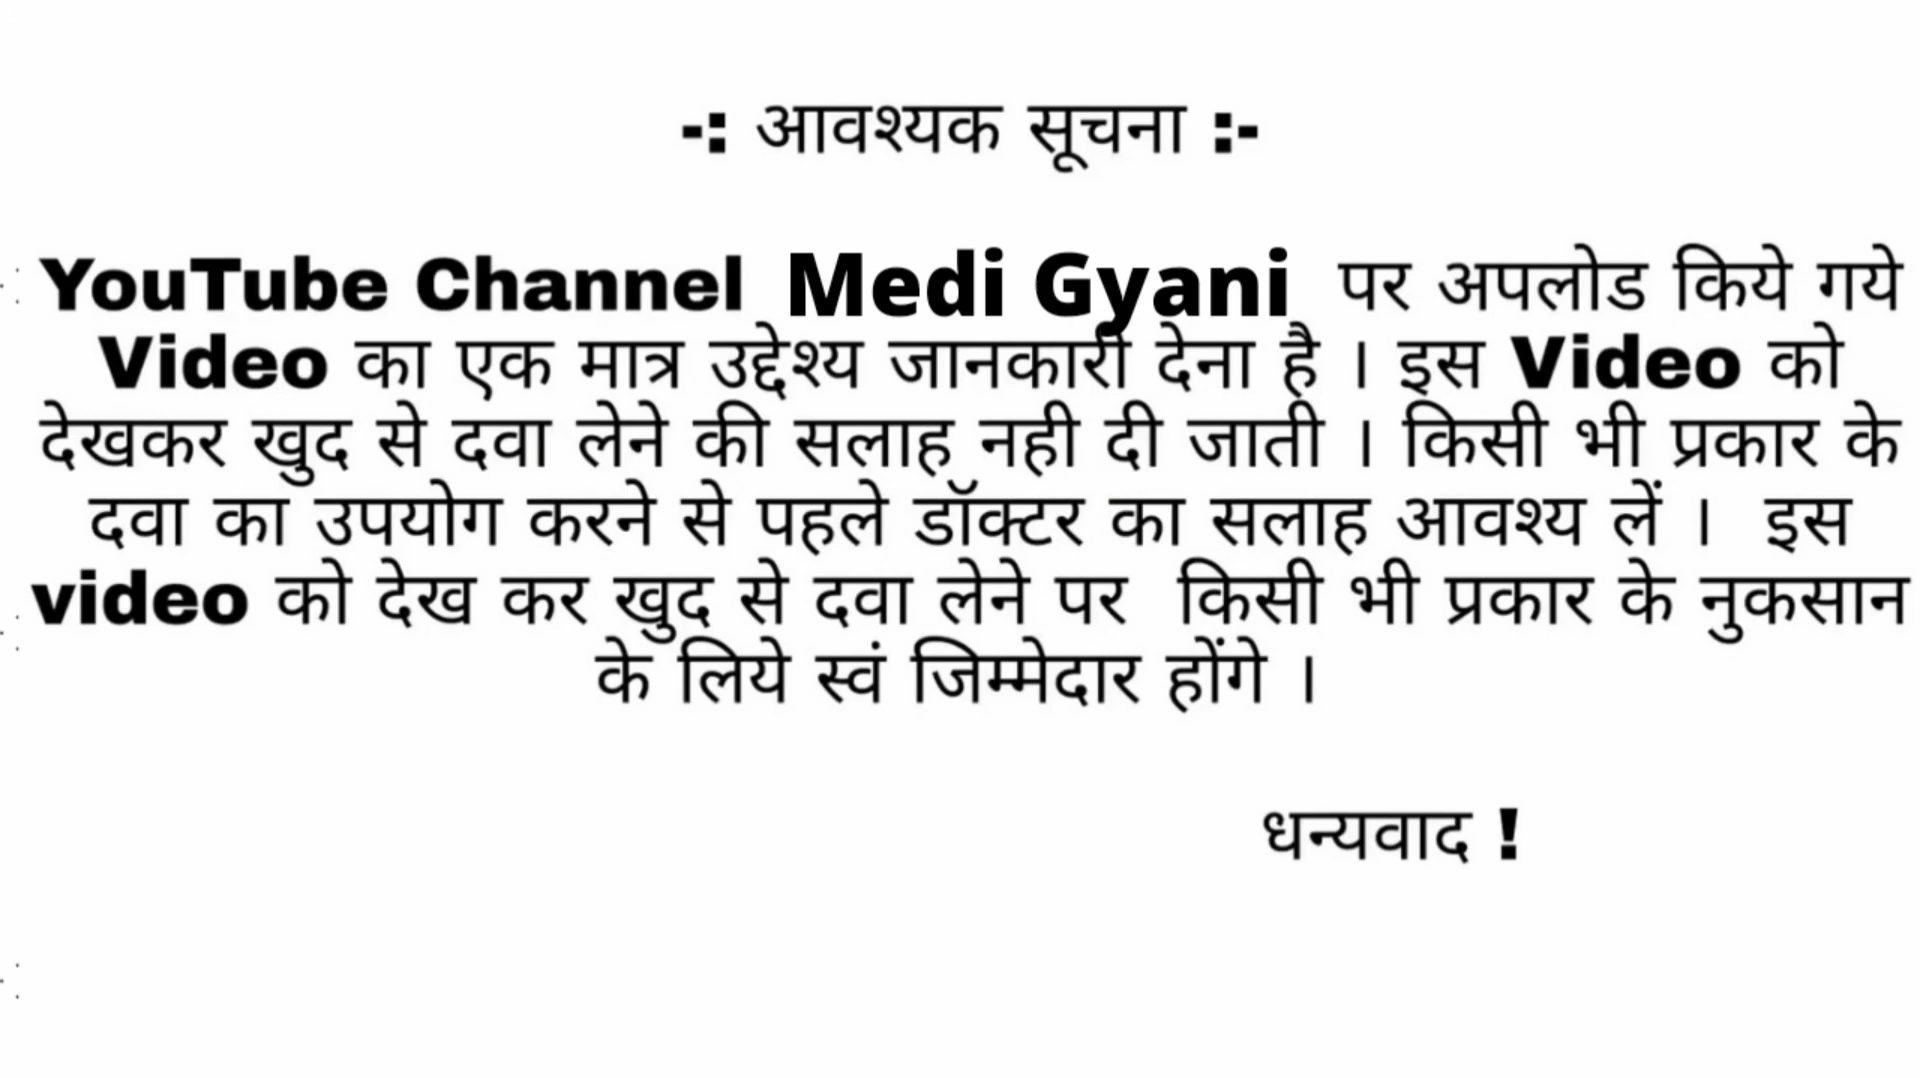 -: आवश्यक सूचना :-
YouTube Channel Medi Gyani पर अपलोड किये गये
Video का एक मात्र उद्देश्य जानकारी देना है । इस Video को
देखकर खुद से दवा लेने की सलाह नही दी जाती । किसी भी प्रकार के
दवा का उपयोग करने से पहले डॉक्टर का सलाह आवश्य लें । इस
video को देख कर खुद से दवा लेने पर किसी भी प्रकार के नुकसान
के लिये स्वं जिम्मेदार होंगे ।
धन्यवाद !